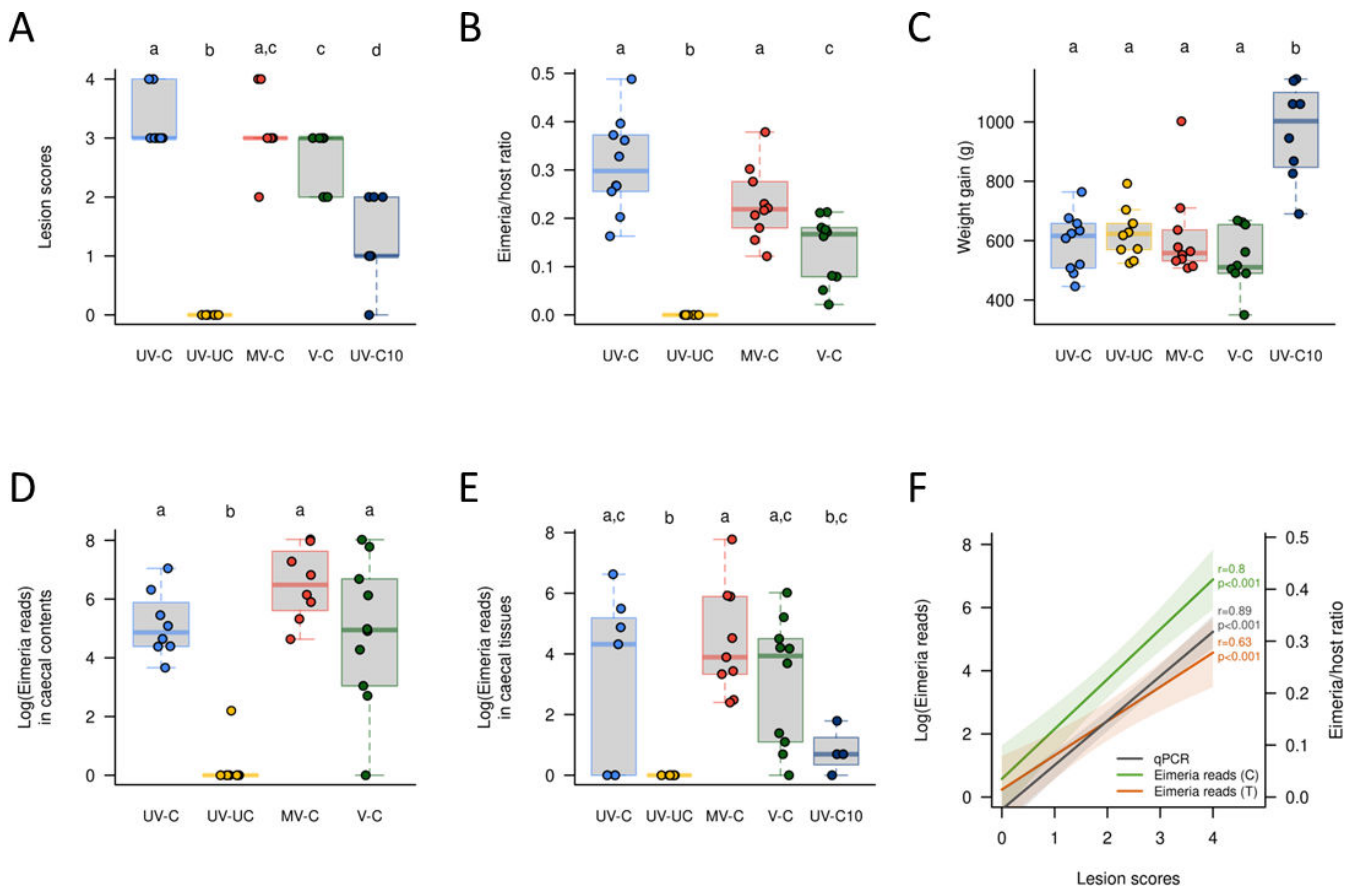 A
a b a,c c d
Lesion scores
4
3
2
1
0
UV-C UV-UC MV-C V-C UV-C10
B
a b a c
Eimeria/host ratio
0.5
0.4
0.3
0.2
0.1
0.0
UV-C UV-UC MV-C V-C
C
a a a a b
Weight gain (g)
1000
800
600
400
UV-C UV-UC MV-C V-C UV-C10
D
a b a a
Log(Eimeria reads)
in caecal contents
8
6
4
2
0
UV-C UV-UC MV-C V-C
E
a,c b a a,c b,c
Log(Eimeria reads)
in caecal tissues
8
6
4
2
0
UV-C UV-UC MV-C V-C UV-C10
F
Log(Eimeria reads)
8
6
4
2
0
r=0.8
p<0.001
r=0.89
p<0.001
r=0.63
p<0.001
qPCR
Eimeria reads (C)
Eimeria reads (T)
0.5
0.4
0.3
0.2
0.1
0.0
Eimeria/host ratio
0 1 2 3 4
Lesion scores